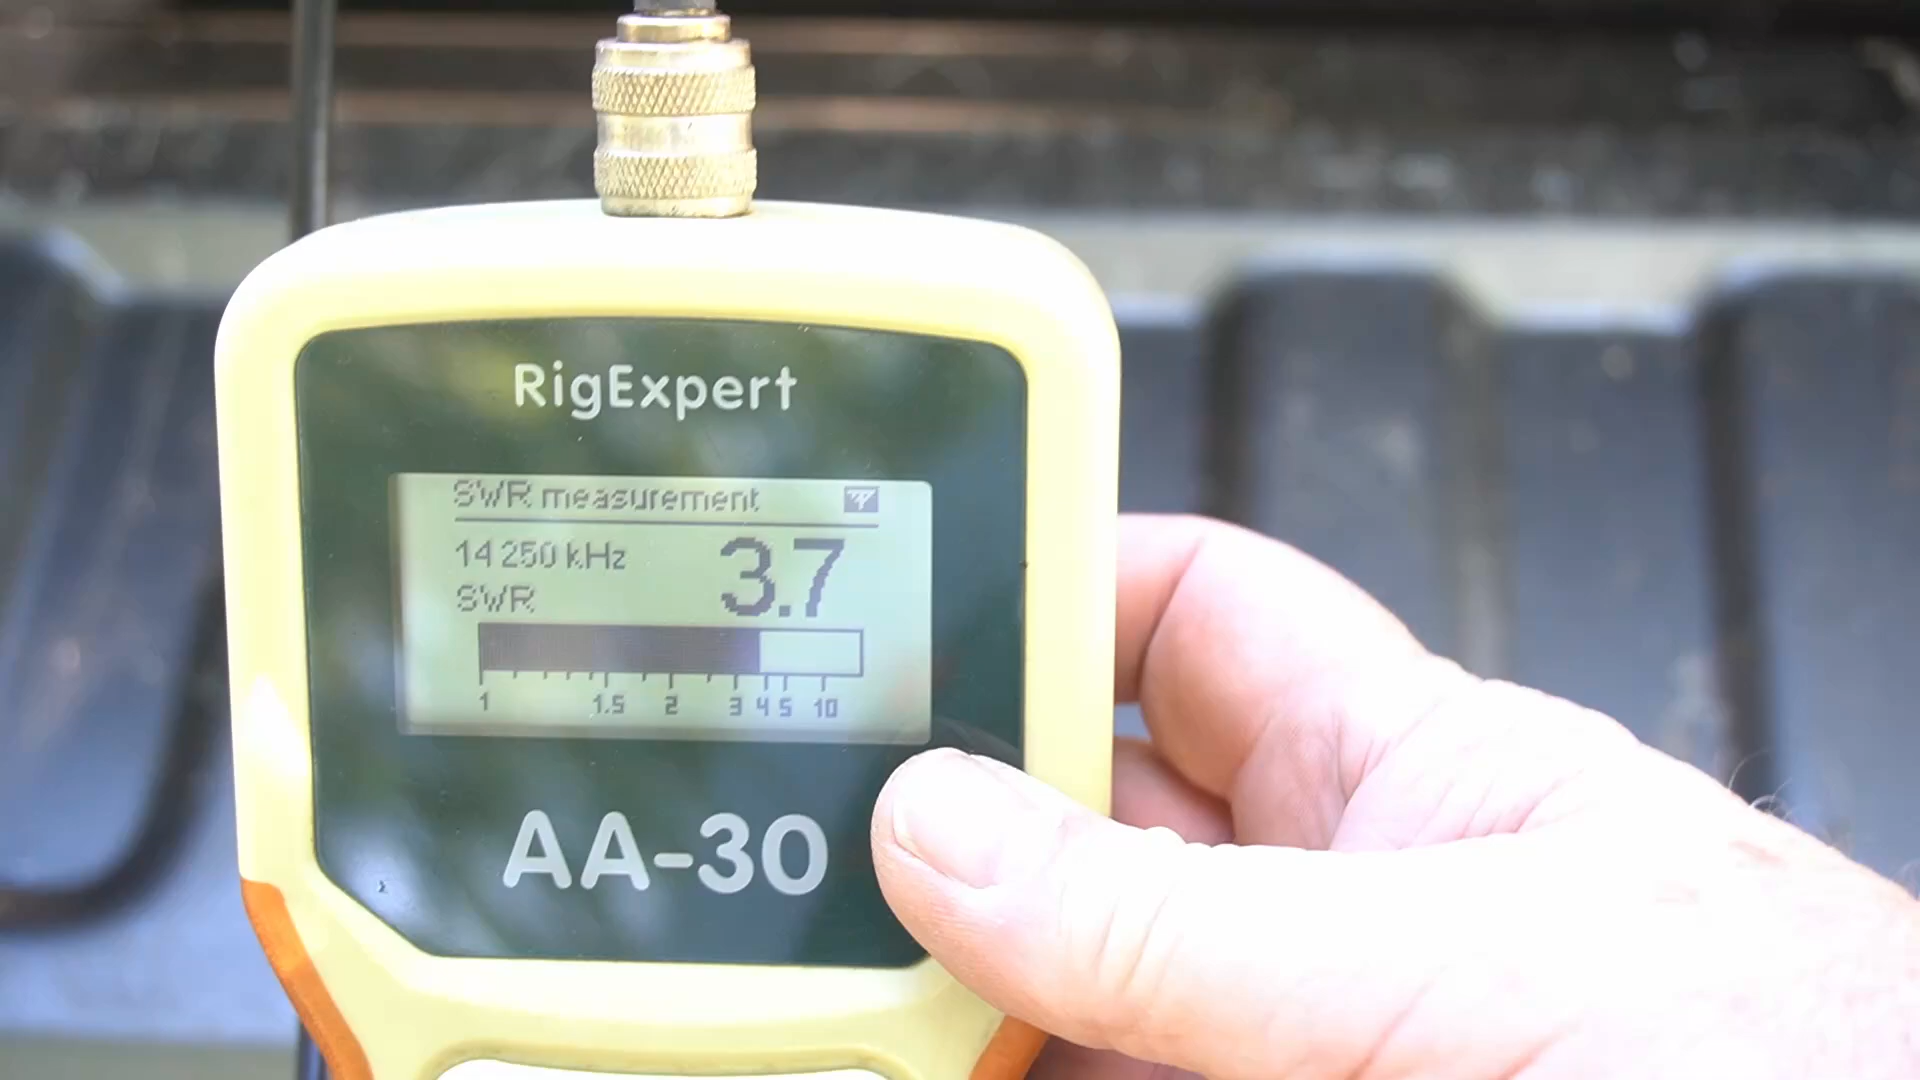 RigExpert
SWR measurement
14 250 kHz 3.7
SWR
1 1.5 2 3 4 5 10
AA-30